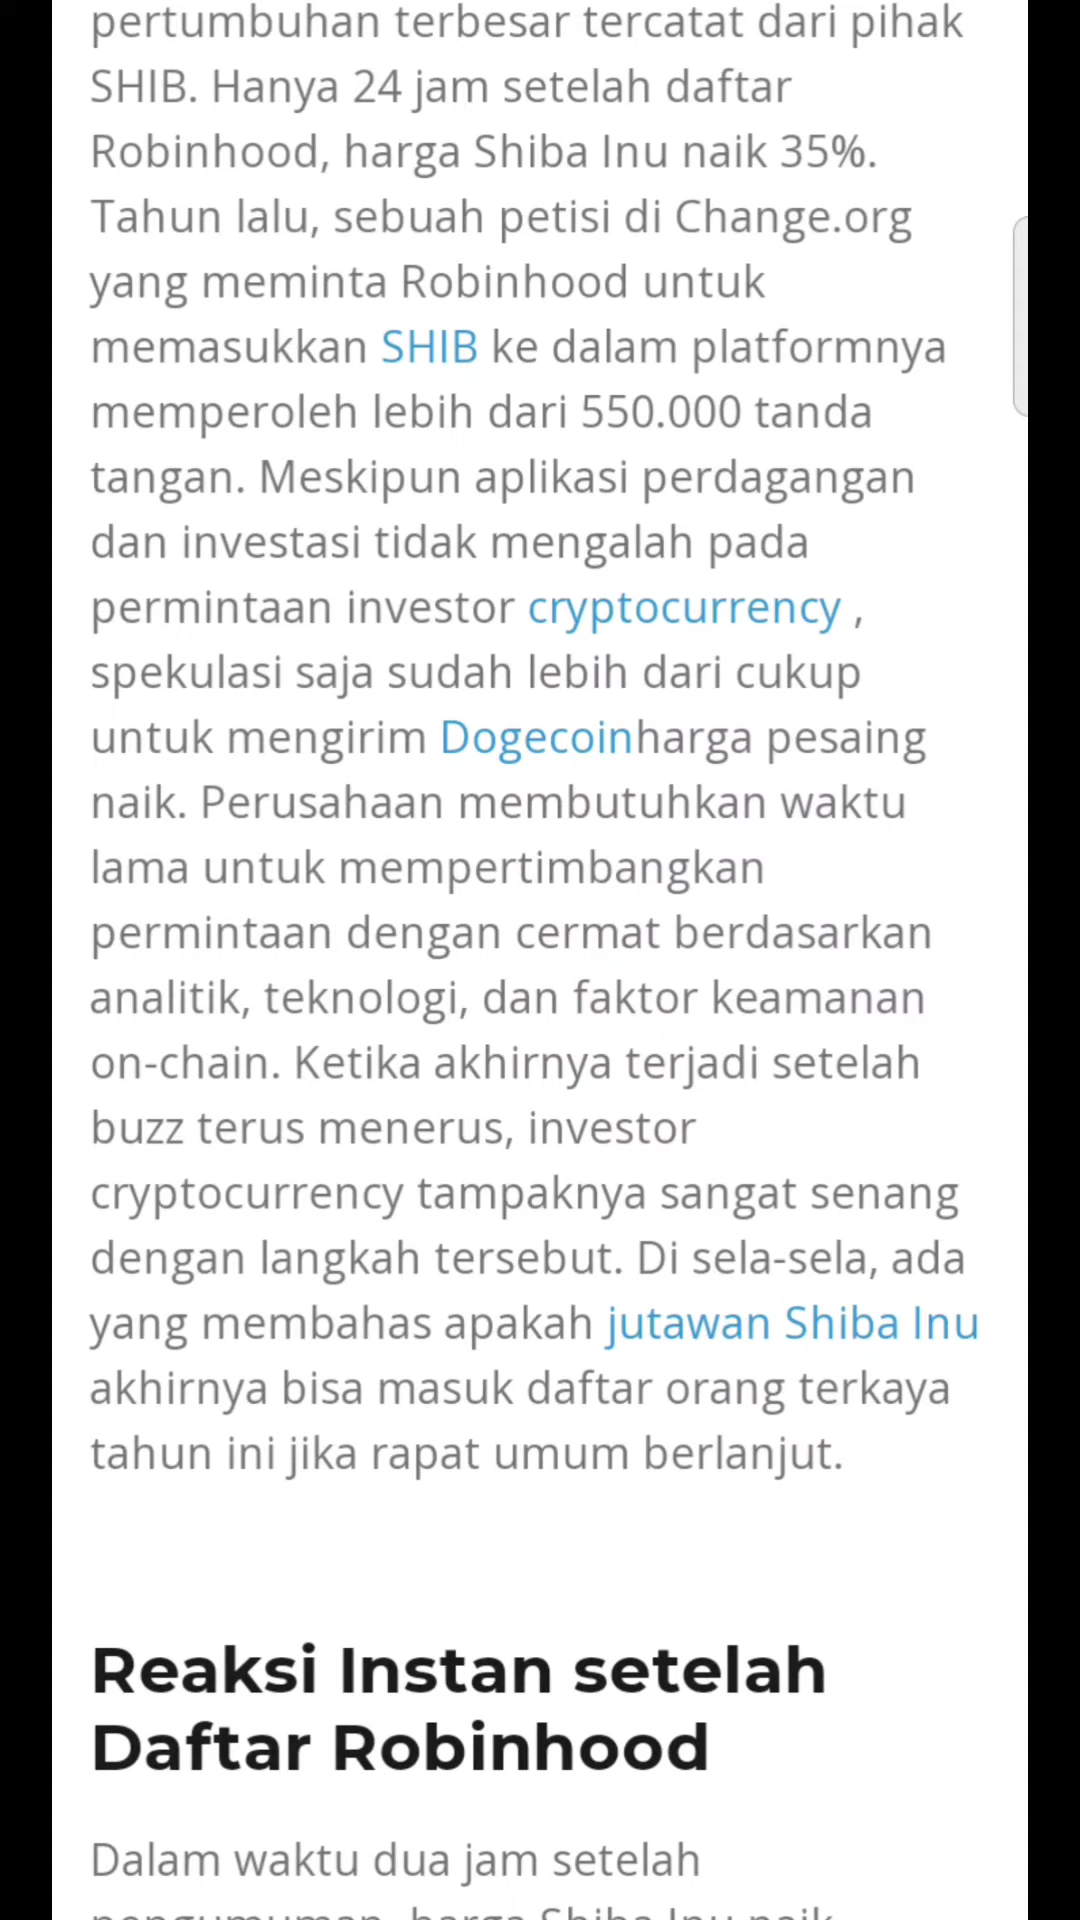 pertumbuhan terbesar tercatat dari pihak
SHIB. Hanya 24 jam setelah daftar
Robinhood, harga Shiba Inu naik 35%.
Tahun lalu, sebuah petisi di Change.org
yang meminta Robinhood untuk
memasukkan SHIB ke dalam platformnya
memperoleh lebih dari 550.000 tanda
tangan. Meskipun aplikasi perdagangan
dan investasi tidak mengalah pada
permintaan investor cryptocurrency ,
spekulasi saja sudah lebih dari cukup
untuk mengirim Dogecoinharga pesaing
naik. Perusahaan membutuhkan waktu
lama untuk mempertimbangkan
permintaan dengan cermat berdasarkan
analitik, teknologi, dan faktor keamanan
on-chain. Ketika akhirnya terjadi setelah
buzz terus menerus, investor
cryptocurrency tampaknya sangat senang
dengan langkah tersebut. Di sela-sela, ada
yang membahas apakah jutawan Shiba Inu
akhirnya bisa masuk daftar orang terkaya
tahun ini jika rapat umum berlanjut.
Reaksi Instan setelah
Daftar Robinhood
Dalam waktu dua jam setelah
pengumuman, harga Shiba Inu naik